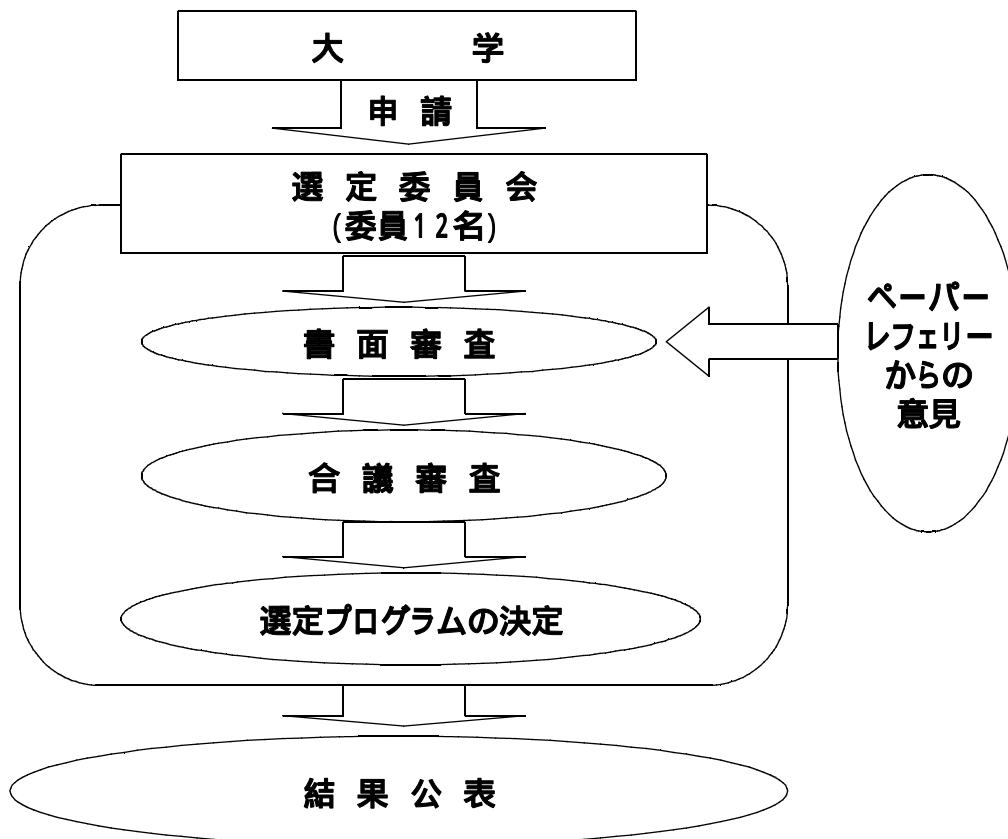 大学
申請
選定委員会
(委員12名)
書面審査
ペーパー
レフェリー
からの
意見
合議審査
選定プログラムの決定
結果公表